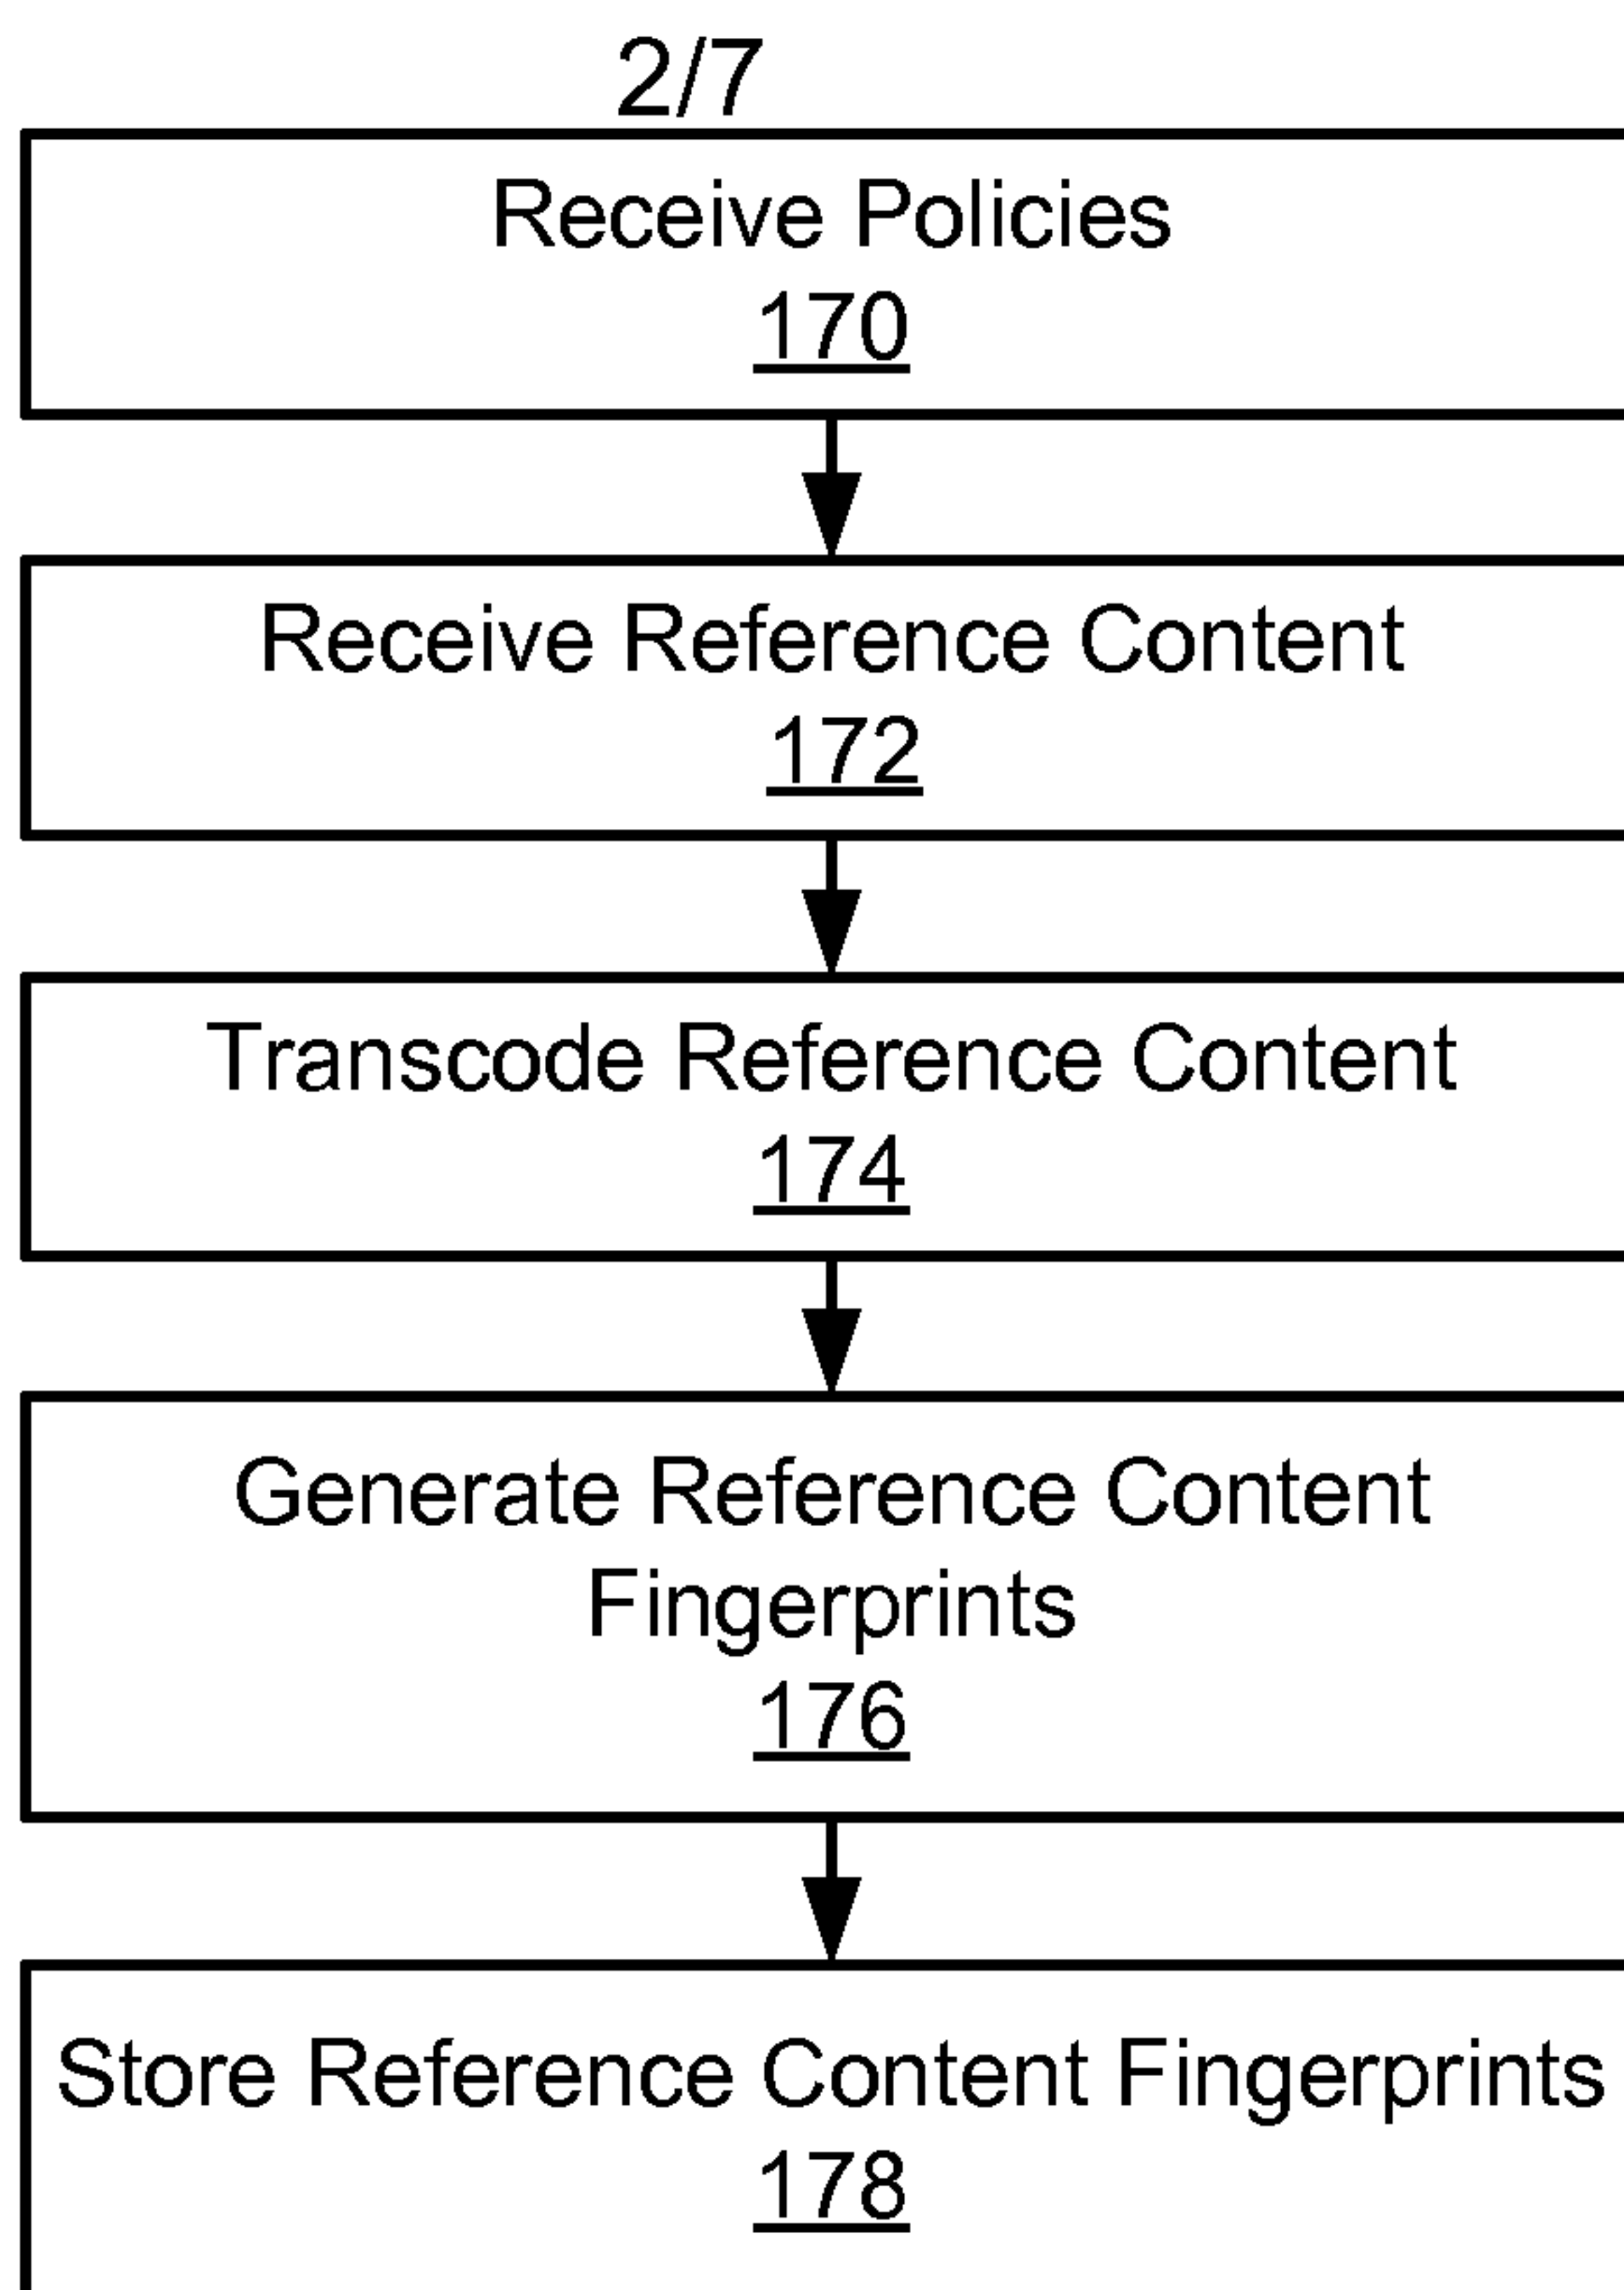 2/7
Receive Policies
170
Receive Reference Content
172
Transcode Reference Content
174
Generate Reference Content
Fingerprints
176
Store Reference Content Fingerprints
178